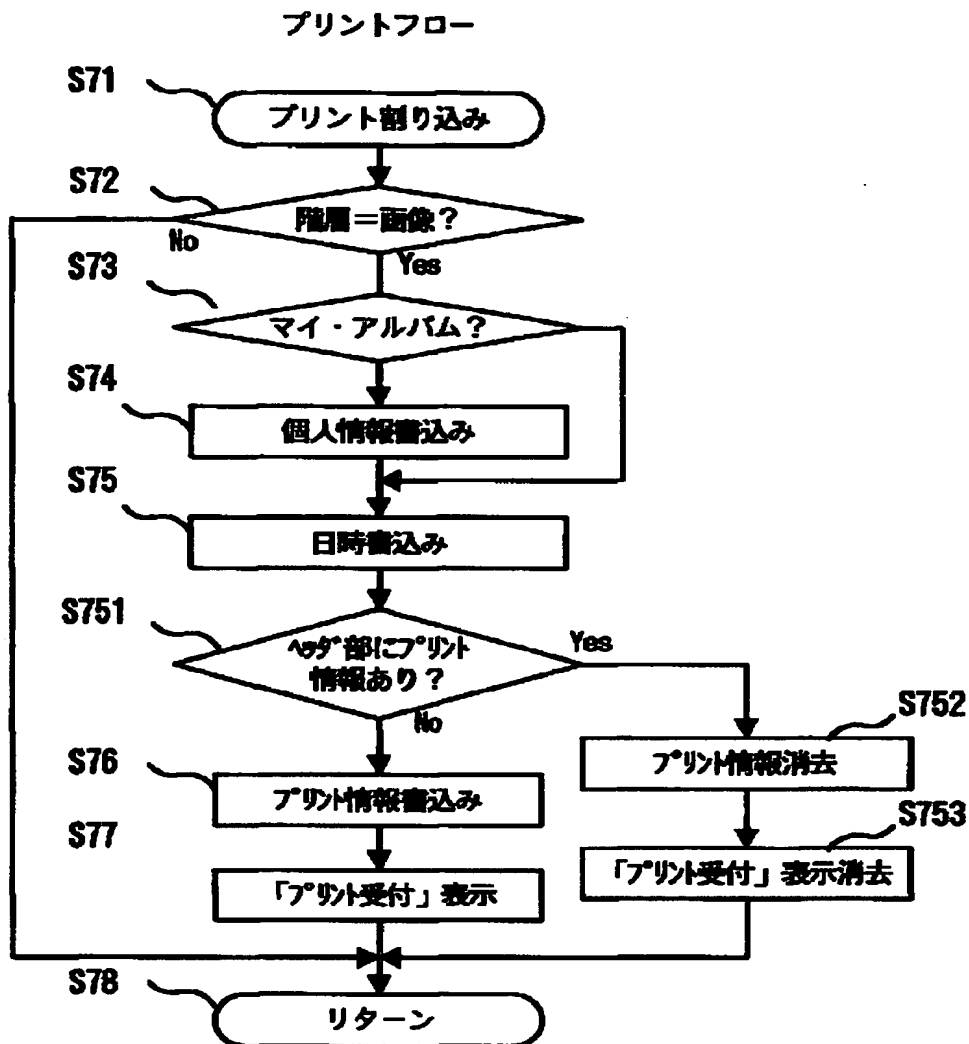 プリントフロー
S71
プリント割り込み
S72
階層＝画像？
No
Yes
S73
マイ・アルバム？
S74
個人情報書込み
S75
日時書込み
S751
ﾍｯﾀﾞ部にﾌﾟﾘﾝﾄ
情報あり？
Yes
No
S752
ﾌﾟﾘﾝﾄ情報消去
S76
ﾌﾟﾘﾝﾄ情報書込み
S753
「ﾌﾟﾘﾝﾄ受付」表示消去
S77
「ﾌﾟﾘﾝﾄ受付」表示
S78
リターン